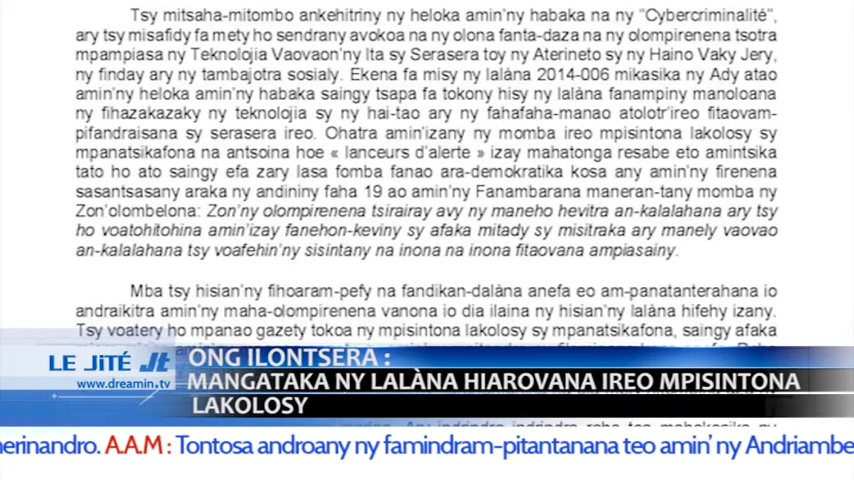 Tsy mitsaha-mitombo ankehitriny ny heloka amin'ny habaka na ny “Cybercriminalité”,
ary tsy misafidy fa mety ho sendrany avokoa na ny olona fanta-daza na ny olompirenena tsotra
mpampiasa ny Teknolojia Vaovaon'ny Ita sy Serasera toy ny Aterineto sy ny Haino Vaky Jery,
ny finday ary ny tambajotra sosialy. Ekena fa misy ny lalàna 2014-006 mikasika ny Ady atao
amin'ny heloka amin'ny habaka saingy tsapa fa tokony hisy ny lalàna fanampiny manoloana
ny fihazakazaky ny teknolojia sy ny hai-tao ary ny fahafaha-manao atolotr'ireo fitaovam-
pifandraisana sy serasera ireo. Ohatra amin'izany ny momba ireo mpisintona lakolosy sy
mpanatsikafona na antsoina hoe « lanceurs d'alerte » izay mahatonga resabe eto amintsika
tato ho ato saingy efa zary lasa fomba fanao ara-demokratika kosa any amin'ny firenena
sasantsasany araka ny andininy faha 19 ao amin'ny Fanambarana maneran-tany momba ny
Zon'olombelona: Zon'ny olompirenena tsirairay avy ny maneho hevitra an-kalalahana ary tsy
ho voatohitohina amin'izay fanehon-keviny sy afaka mitady sy misitraka ary manely vaovao
an-kalalahana tsy voafehin'ny sisintany na inona na inona fitaovana ampiasainy.
Mba tsy hisian'ny fihoaram-pefy na fandikan-dalàna anefa eo am-panatanterahana io
andraikitra amin'ny maha-olompirenena vanona io dia ilaina ny hisian'ny lalàna hifehy izany.
Tsy voatery ho mpanao gazety tokoa ny mpisintona lakolosy sy mpanatsikafona, saingy afaka
LE JiTÉ Jt
www.dreamin.tv
ONG ILONTSERA :
MANGATAKA NY LALÀNA HIAROVANA IREO MPISINTONA
LAKOLOSY
nerinandro. A.A.M : Tontosa androany ny famindram-pitantanana teo amin' ny Andriambe